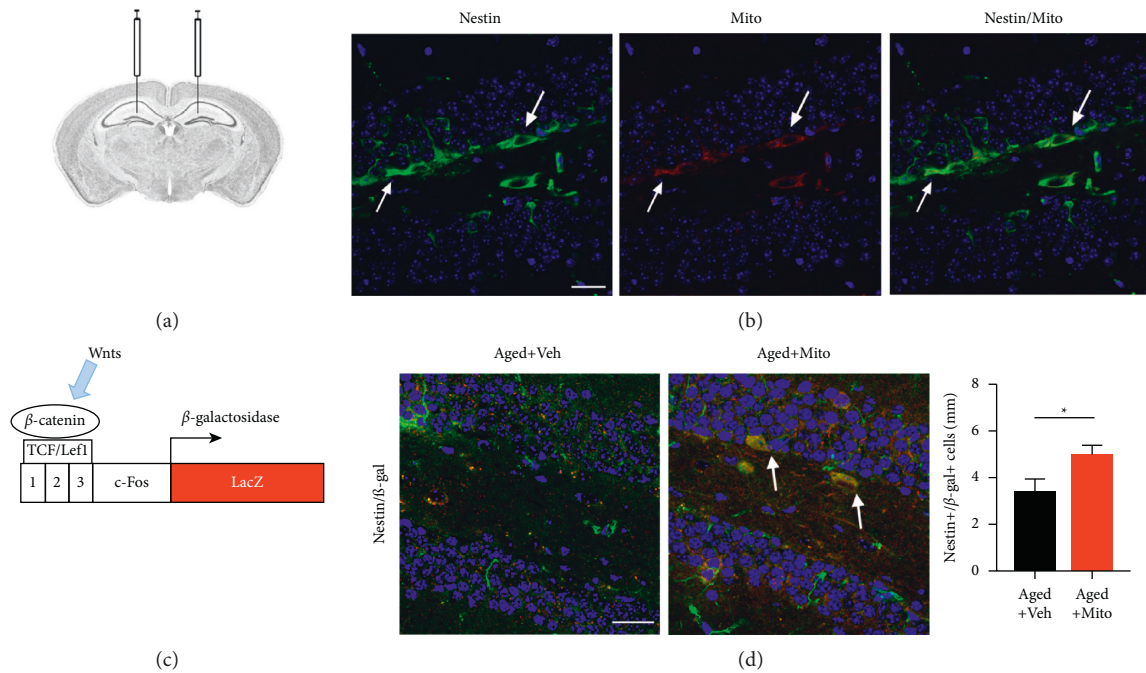 Nestin
Mito
Nestin/Mito
(a)
(b)
Wnts
β-catenin
TCF/Lef1
1 2 3 c-Fos LacZ
β-galactosidase
(c)
Aged+Veh
Aged+Mito
Nestin/ß-gal
Nestin+/β-gal+ cells (mm)
8
6
4
2
0
*
Aged
+Veh
Aged
+Mito
(d)